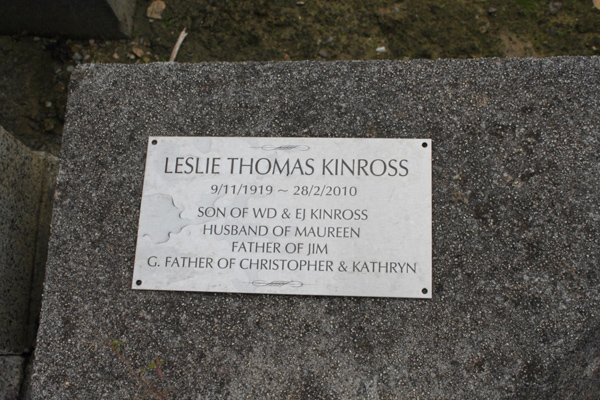 LESLIE THOMAS KINROSS
9/11/1919 ~ 28/2/2010
SON OF WD & EJ KINROSS
HUSBAND OF MAUREEN
FATHER OF JIM
G. FATHER OF CHRISTOPHER & KATHRYN